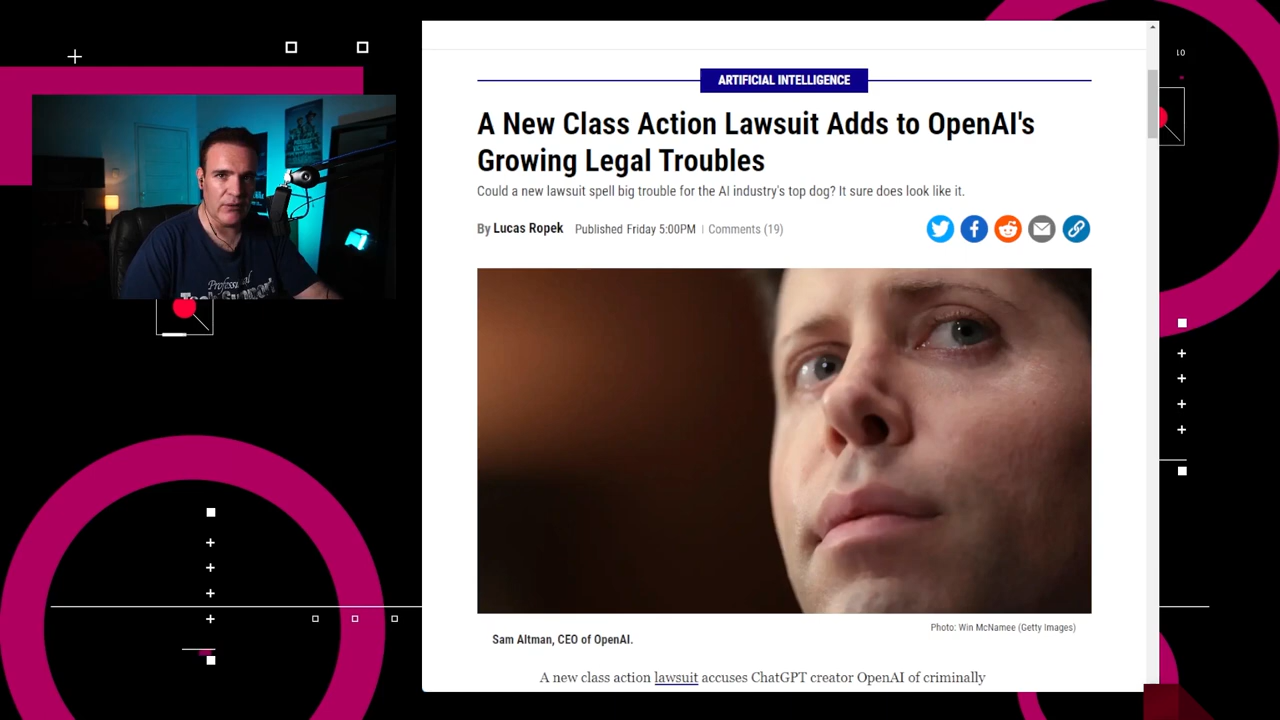 ARTIFICIAL INTELLIGENCE
A New Class Action Lawsuit Adds to OpenAI's
Growing Legal Troubles
Could a new lawsuit spell big trouble for the AI industry's top dog? It sure does look like it.
By Lucas Ropek Published Friday 5:00PM | Comments (19)
Professional
Photo: Win McNamee (Getty Images)
Sam Altman, CEO of OpenAI.
A new class action lawsuit accuses ChatGPT creator OpenAI of criminally